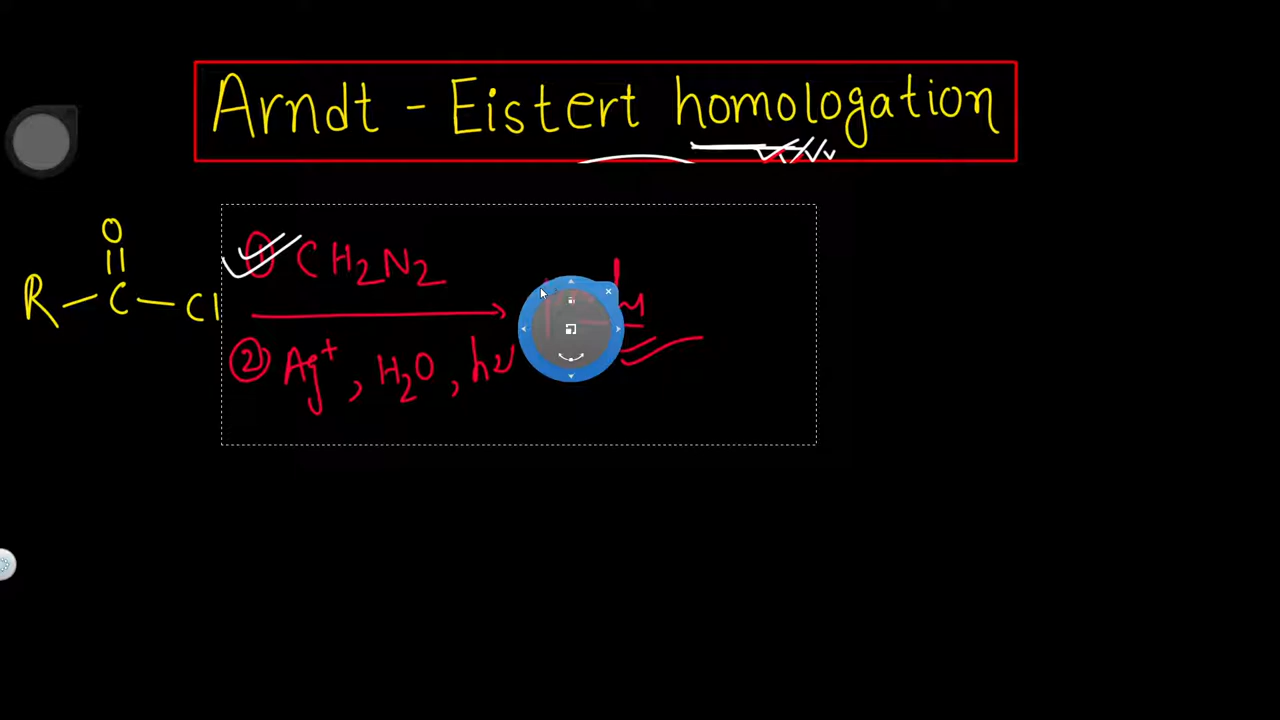 Arndt - Eistert homologation
O
① CH2N2
R - C - Cl
② Ag+, H2O, hν